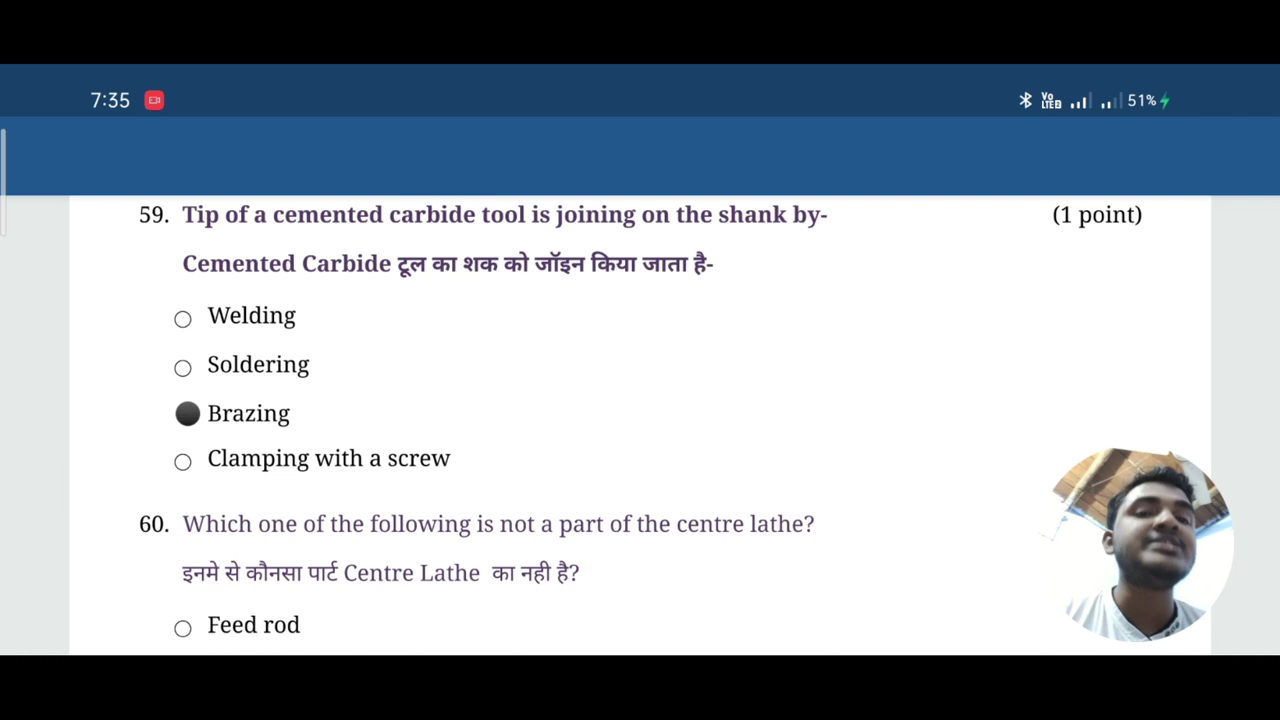 7:35
Vo LTE2 51%
59. Tip of a cemented carbide tool is joining on the shank by- (1 point)
Cemented Carbide टूल का शक को जॉइन किया जाता है-
Welding
Soldering
Brazing
Clamping with a screw
60. Which one of the following is not a part of the centre lathe?
इनमे से कौनसा पार्ट Centre Lathe का नही है?
Feed rod